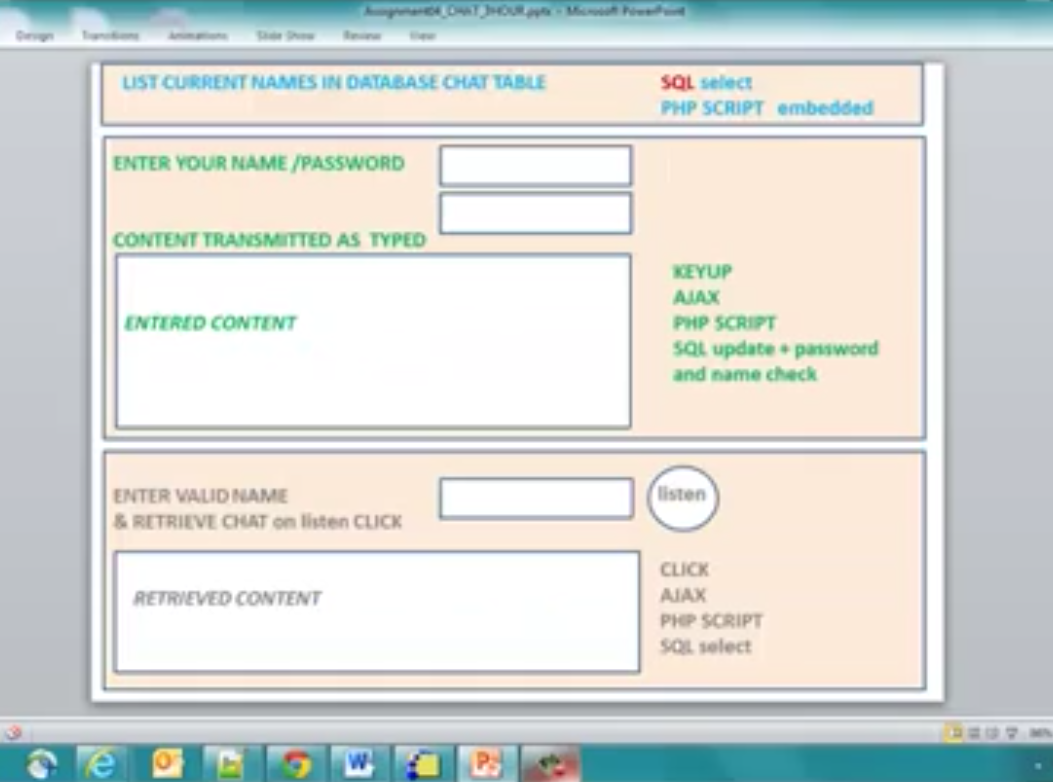 Assignment04_CHAT_3HOUR.pptx - Microsoft PowerPoint
Design Transitions Animations Slide Show Review View
LIST CURRENT NAMES IN DATABASE CHAT TABLE SQL select
PHP SCRIPT embedded
ENTER YOUR NAME /PASSWORD
CONTENT TRANSMITTED AS TYPED
KEYUP
AJAX
ENTERED CONTENT PHP SCRIPT
SQL update + password
and name check
ENTER VALID NAME listen
& RETRIEVE CHAT on listen CLICK
CLICK
RETRIEVED CONTENT AJAX
PHP SCRIPT
SQL select